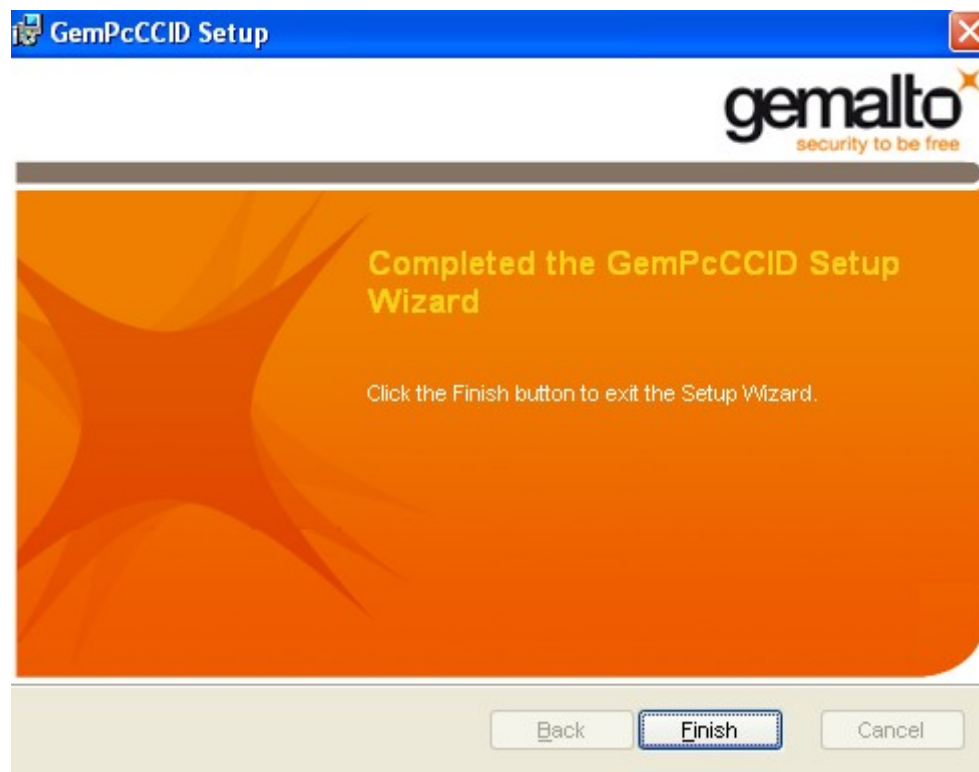 GemPcCCID Setup
gemalto
security to be free
Completed the GemPcCCID Setup
Wizard
Click the Finish button to exit the Setup Wizard.
Back
Finish
Cancel